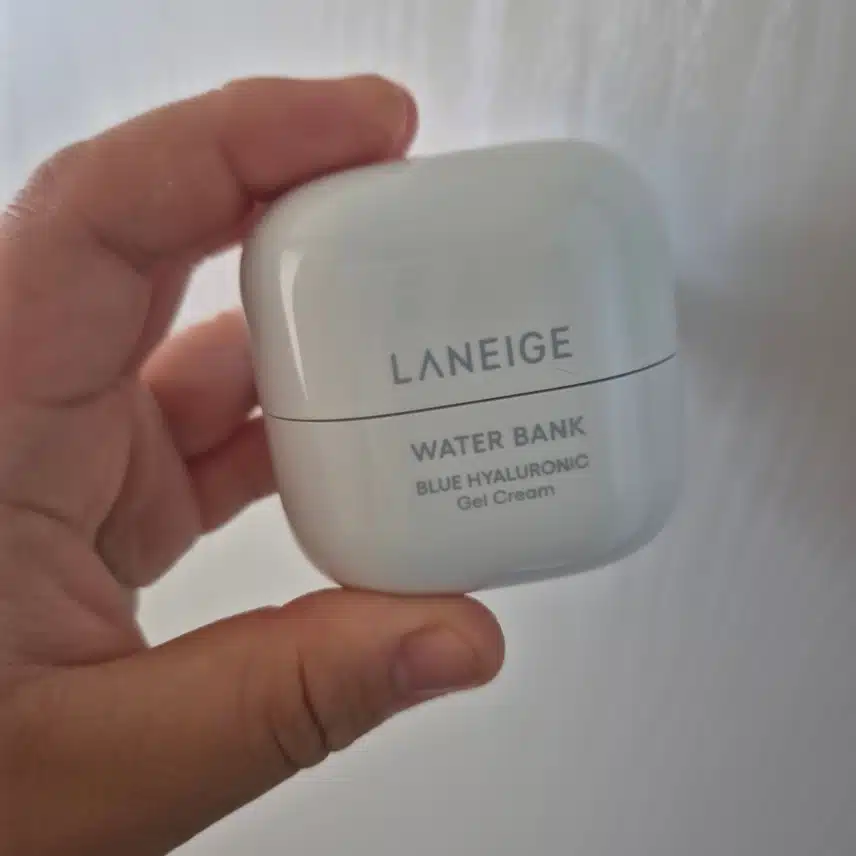 LANEIGE
WATER BANK
BLUE HYALURONIC
Gel Cream